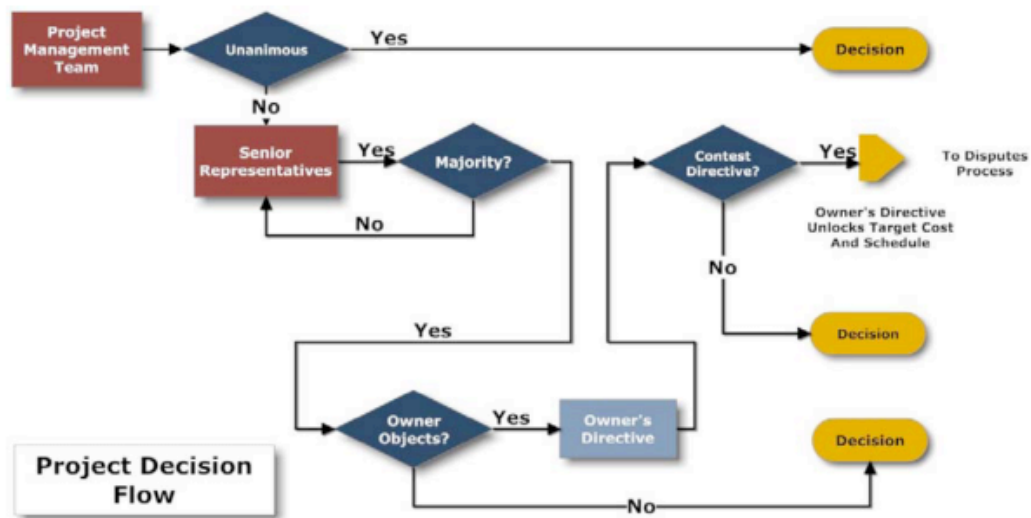 Project
Management
Team
Unanimous
Yes
Decision
No
Senior
Representatives
Yes
Majority?
No
Contest
Directive?
Yes
To Disputes
Process
Owner's Directive
Unlocks Target Cost
And Schedule
No
Decision
Yes
Owner
Objects?
Yes
Owner's
Directive
Decision
No
Project Decision
Flow